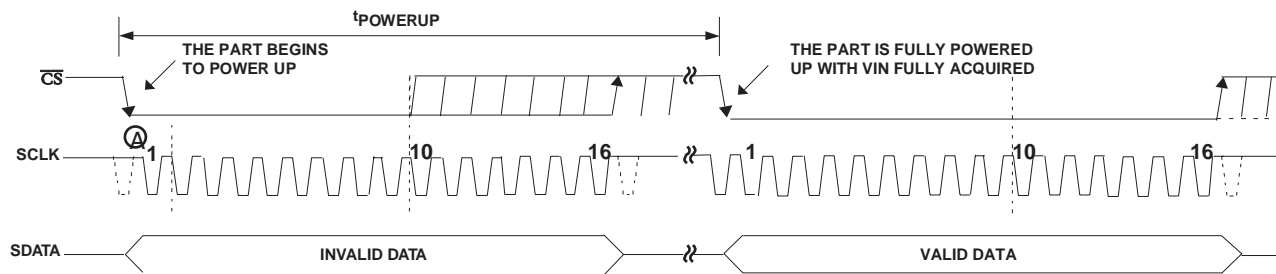 tPOWERUP
THE PART BEGINS
TO POWER UP
THE PART IS FULLY POWERED
UP WITH VIN FULLY ACQUIRED
CS
A
SCLK
1
10
16
1
10
16
SDATA
INVALID DATA
VALID DATA